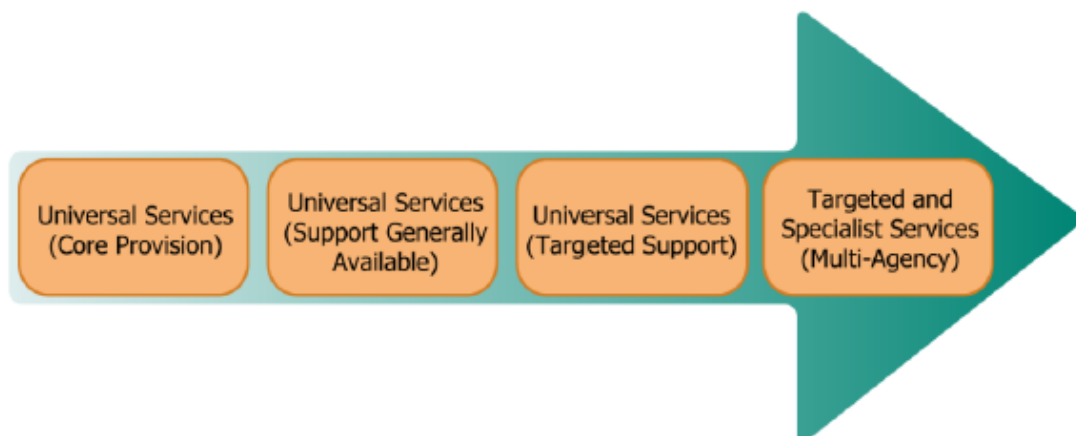 Universal Services
(Core Provision)
Universal Services
(Support Generally
Available)
Universal Services
(Targeted Support)
Targeted and
Specialist Services
(Multi-Agency)